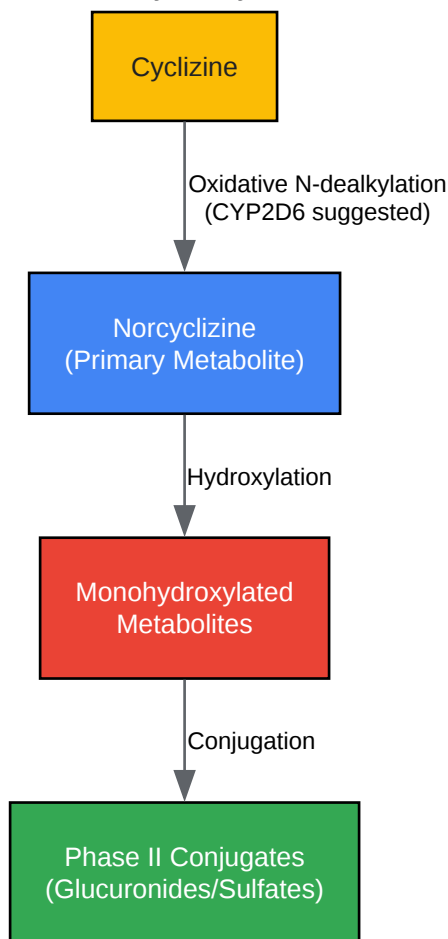 Cyclizine
Oxidative N-dealkylation
(CYP2D6 suggested)
Norcyclizine
(Primary Metabolite)
Hydroxylation
Monohydroxylated
Metabolites
Conjugation
Phase II Conjugates
(Glucuronides/Sulfates)